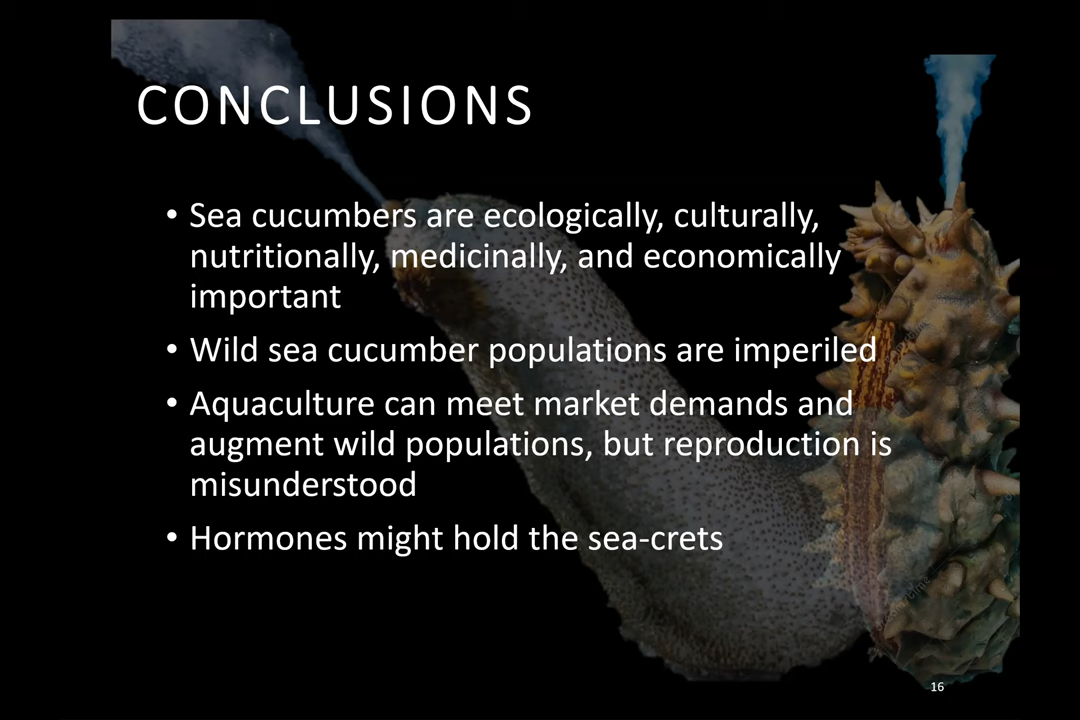 CONCLUSIONS
• Sea cucumbers are ecologically, culturally,
nutritionally, medicinally, and economically
important
• Wild sea cucumber populations are imperiled
• Aquaculture can meet market demands and
augment wild populations, but reproduction is
misunderstood
• Hormones might hold the sea-crets
16